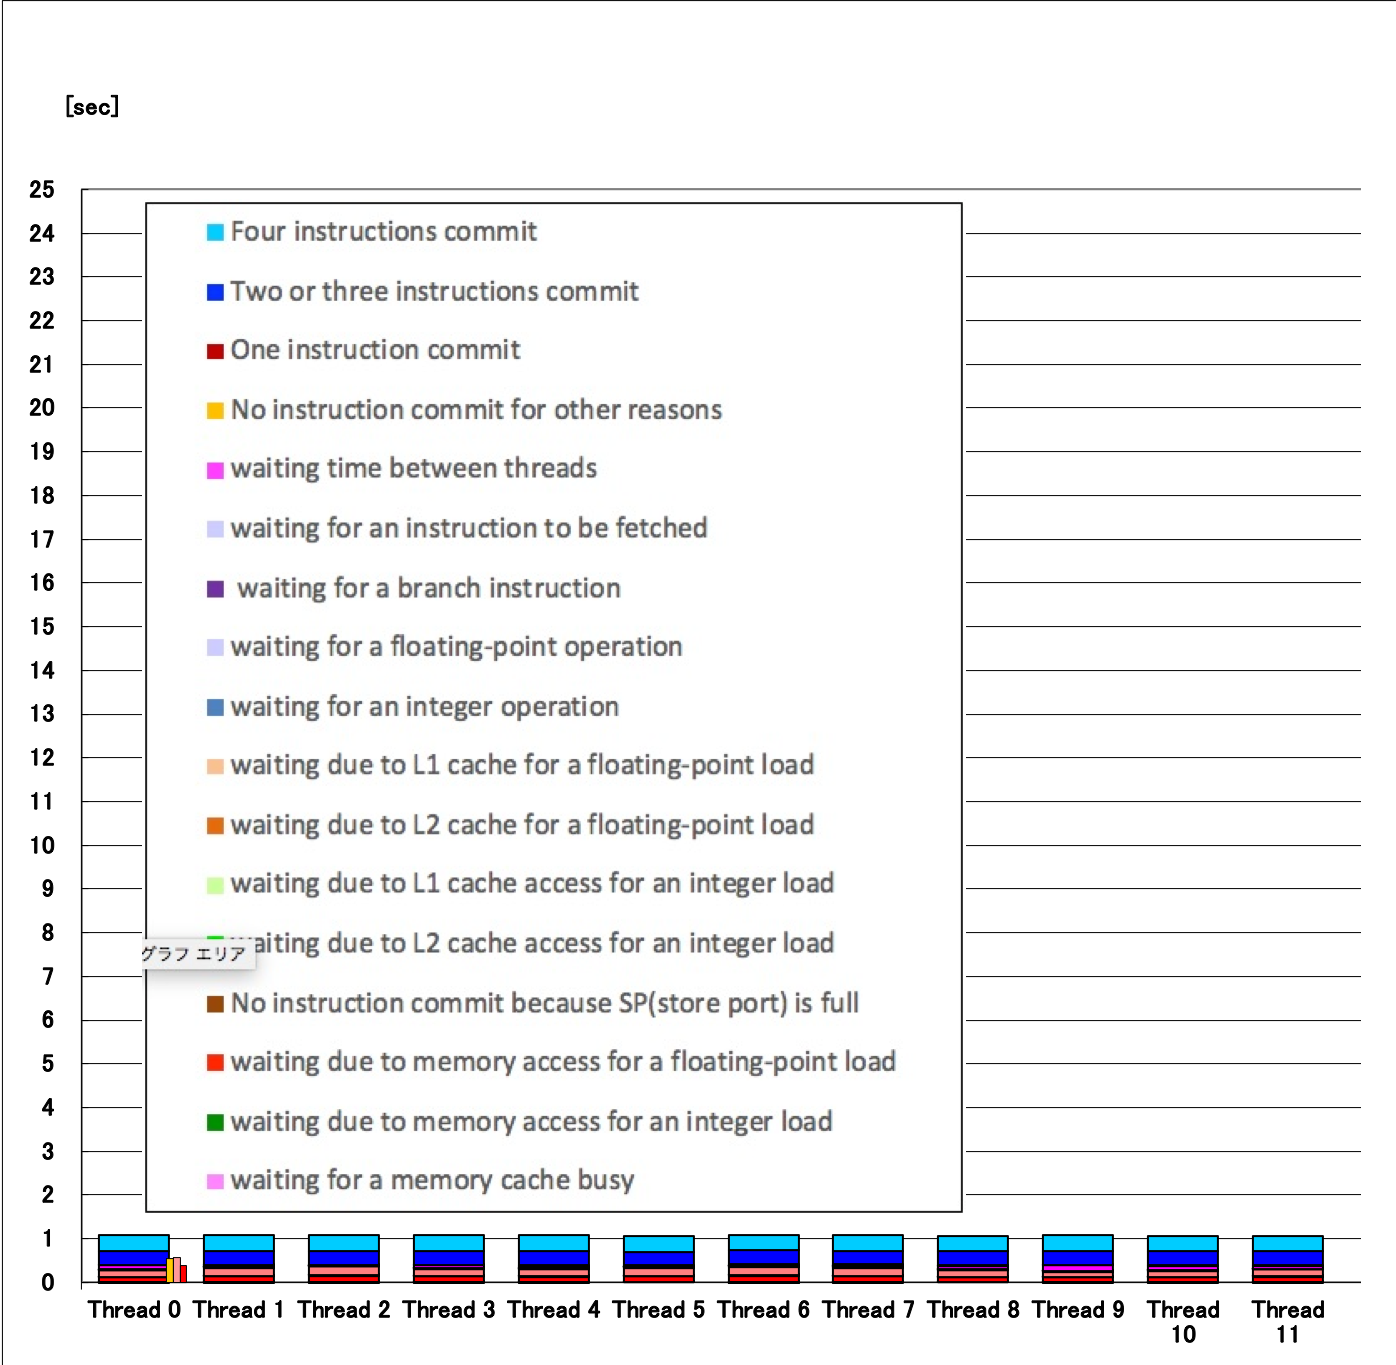 [sec]
25
24
23
22
21
20
19
18
17
16
15
14
13
12
11
10
9
8
7
6
5
4
3
2
1
0
Four instructions commit
Two or three instructions commit
One instruction commit
No instruction commit for other reasons
waiting time between threads
waiting for an instruction to be fetched
waiting for a branch instruction
waiting for a floating-point operation
waiting for an integer operation
waiting due to L1 cache for a floating-point load
waiting due to L2 cache for a floating-point load
waiting due to L1 cache access for an integer load
waiting due to L2 cache access for an integer load
グラフ エリア
No instruction commit because SP(store port) is full
waiting due to memory access for a floating-point load
waiting due to memory access for an integer load
waiting for a memory cache busy
Thread 0 Thread 1 Thread 2 Thread 3 Thread 4 Thread 5 Thread 6 Thread 7 Thread 8 Thread 9 Thread Thread
10 11